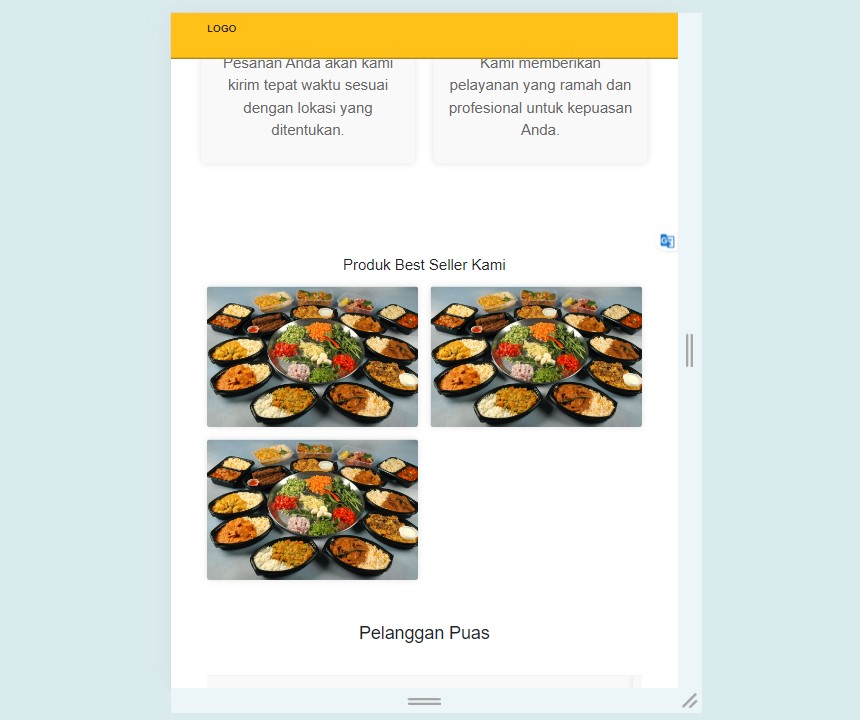 LOGO
Pesanan Anda akan kami
kirim tepat waktu sesuai
dengan lokasi yang
ditentukan.
Kami memberikan
pelayanan yang ramah dan
profesional untuk kepuasan
Anda.
Produk Best Seller Kami
Pelanggan Puas